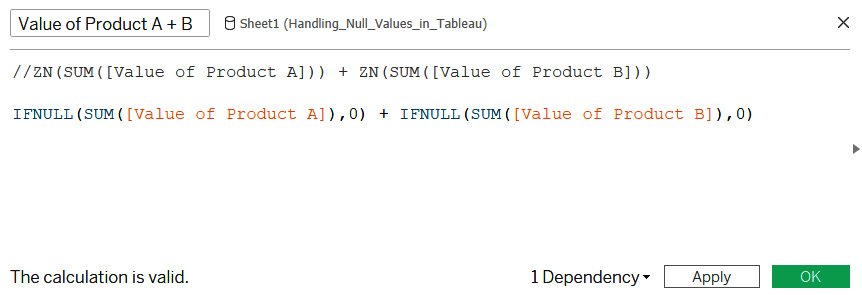 Value of Product A + B
Sheet1 (Handling_Null_Values_in_Tableau)
//ZN(SUM([Value of Product A])) + ZN(SUM([Value of Product B]))
IFNULL(SUM([Value of Product A]),0) + IFNULL(SUM([Value of Product B]),0)
The calculation is valid.
1 Dependency
Apply
OK